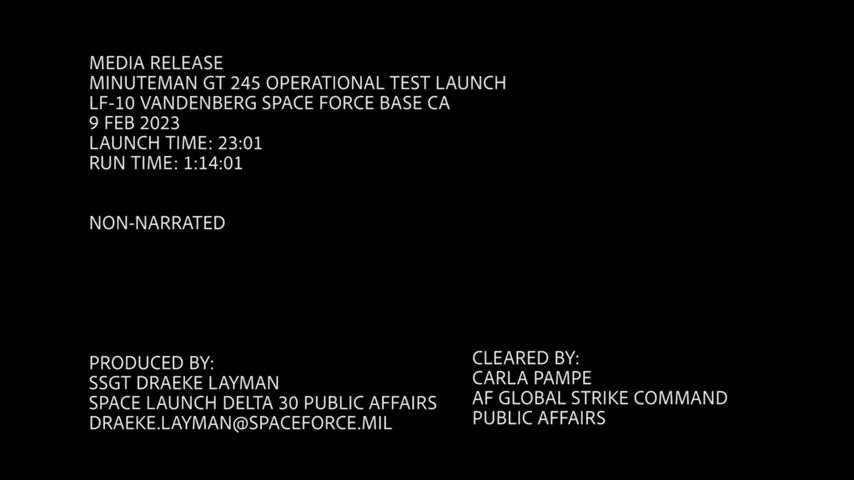 MEDIA RELEASE
MINUTEMAN GT 245 OPERATIONAL TEST LAUNCH
LF-10 VANDENBERG SPACE FORCE BASE CA
9 FEB 2023
LAUNCH TIME: 23:01
RUN TIME: 1:14:01
NON-NARRATED
PRODUCED BY:
SSGT DRAEKE LAYMAN
SPACE LAUNCH DELTA 30 PUBLIC AFFAIRS
DRAEKE.LAYMAN@SPACEFORCE.MIL
CLEARED BY:
CARLA PAMPE
AF GLOBAL STRIKE COMMAND
PUBLIC AFFAIRS